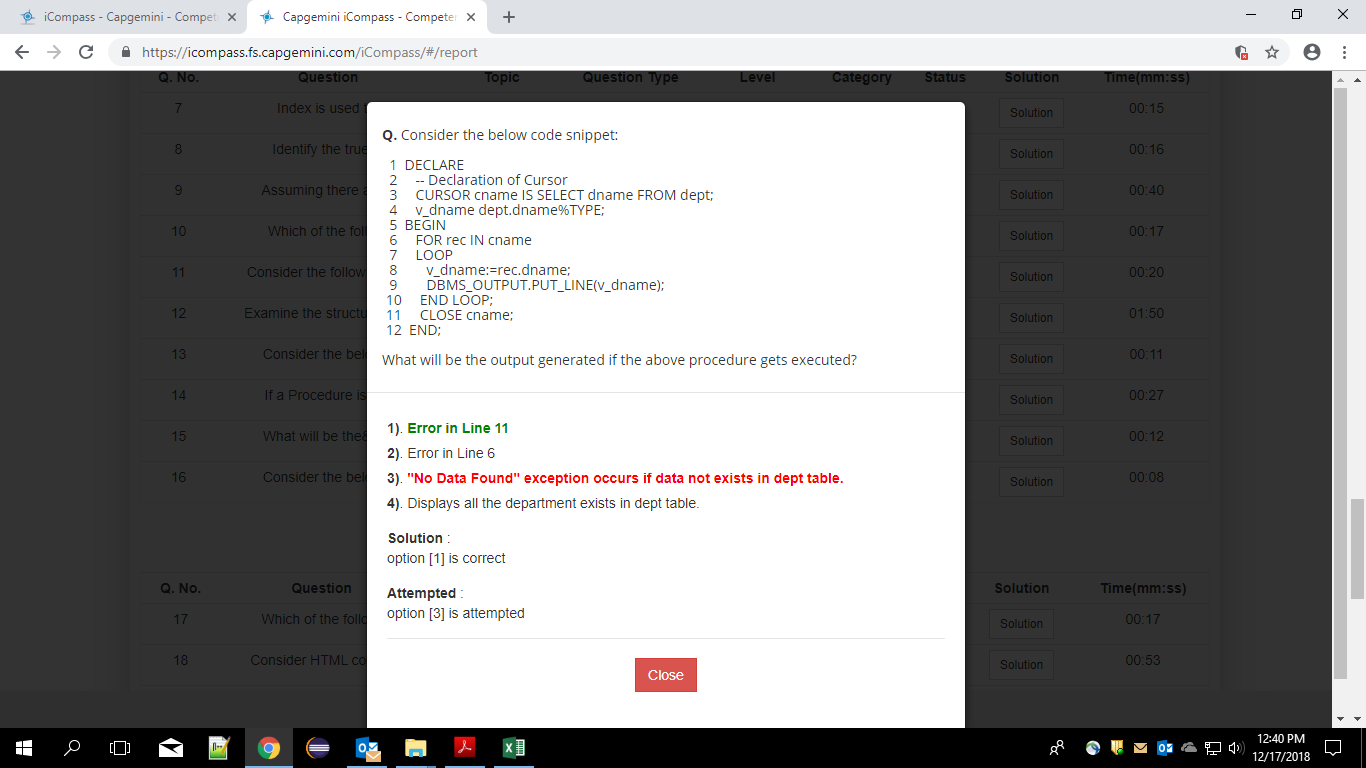 iCompass - Capgemini - Compet
Capgemini iCompass - Competen
https://icompass.fs.capgemini.com/iCompass/#/report
Q. No. Question Topic Question Type Level Category Status Solution Time(mm:ss)
7 Index is used Solution 00:15
8 Identify the true Solution 00:16
9 Assuming there Solution 00:40
10 Which of the foll Solution 00:17
11 Consider the follow Solution 00:20
12 Examine the structu Solution 01:50
13 Consider the bel Solution 00:11
14 If a Procedure is Solution 00:27
15 What will be the& Solution 00:12
16 Consider the bel Solution 00:08
Q. No. Question Solution Time(mm:ss)
17 Which of the follo Solution 00:17
18 Consider HTML co Solution 00:53
Q. Consider the below code snippet:
1 DECLARE
2 -- Declaration of Cursor
3 CURSOR cname IS SELECT dname FROM dept;
4 v_dname dept.dname%TYPE;
5 BEGIN
6 FOR rec IN cname
7 LOOP
8 v_dname:=rec.dname;
9 DBMS_OUTPUT.PUT_LINE(v_dname);
10 END LOOP;
11 CLOSE cname;
12 END;
What will be the output generated if the above procedure gets executed?
1). Error in Line 11
2). Error in Line 6
3). "No Data Found" exception occurs if data not exists in dept table.
4). Displays all the department exists in dept table.
Solution :
option [1] is correct
Attempted :
option [3] is attempted
Close
12:40 PM
12/17/2018